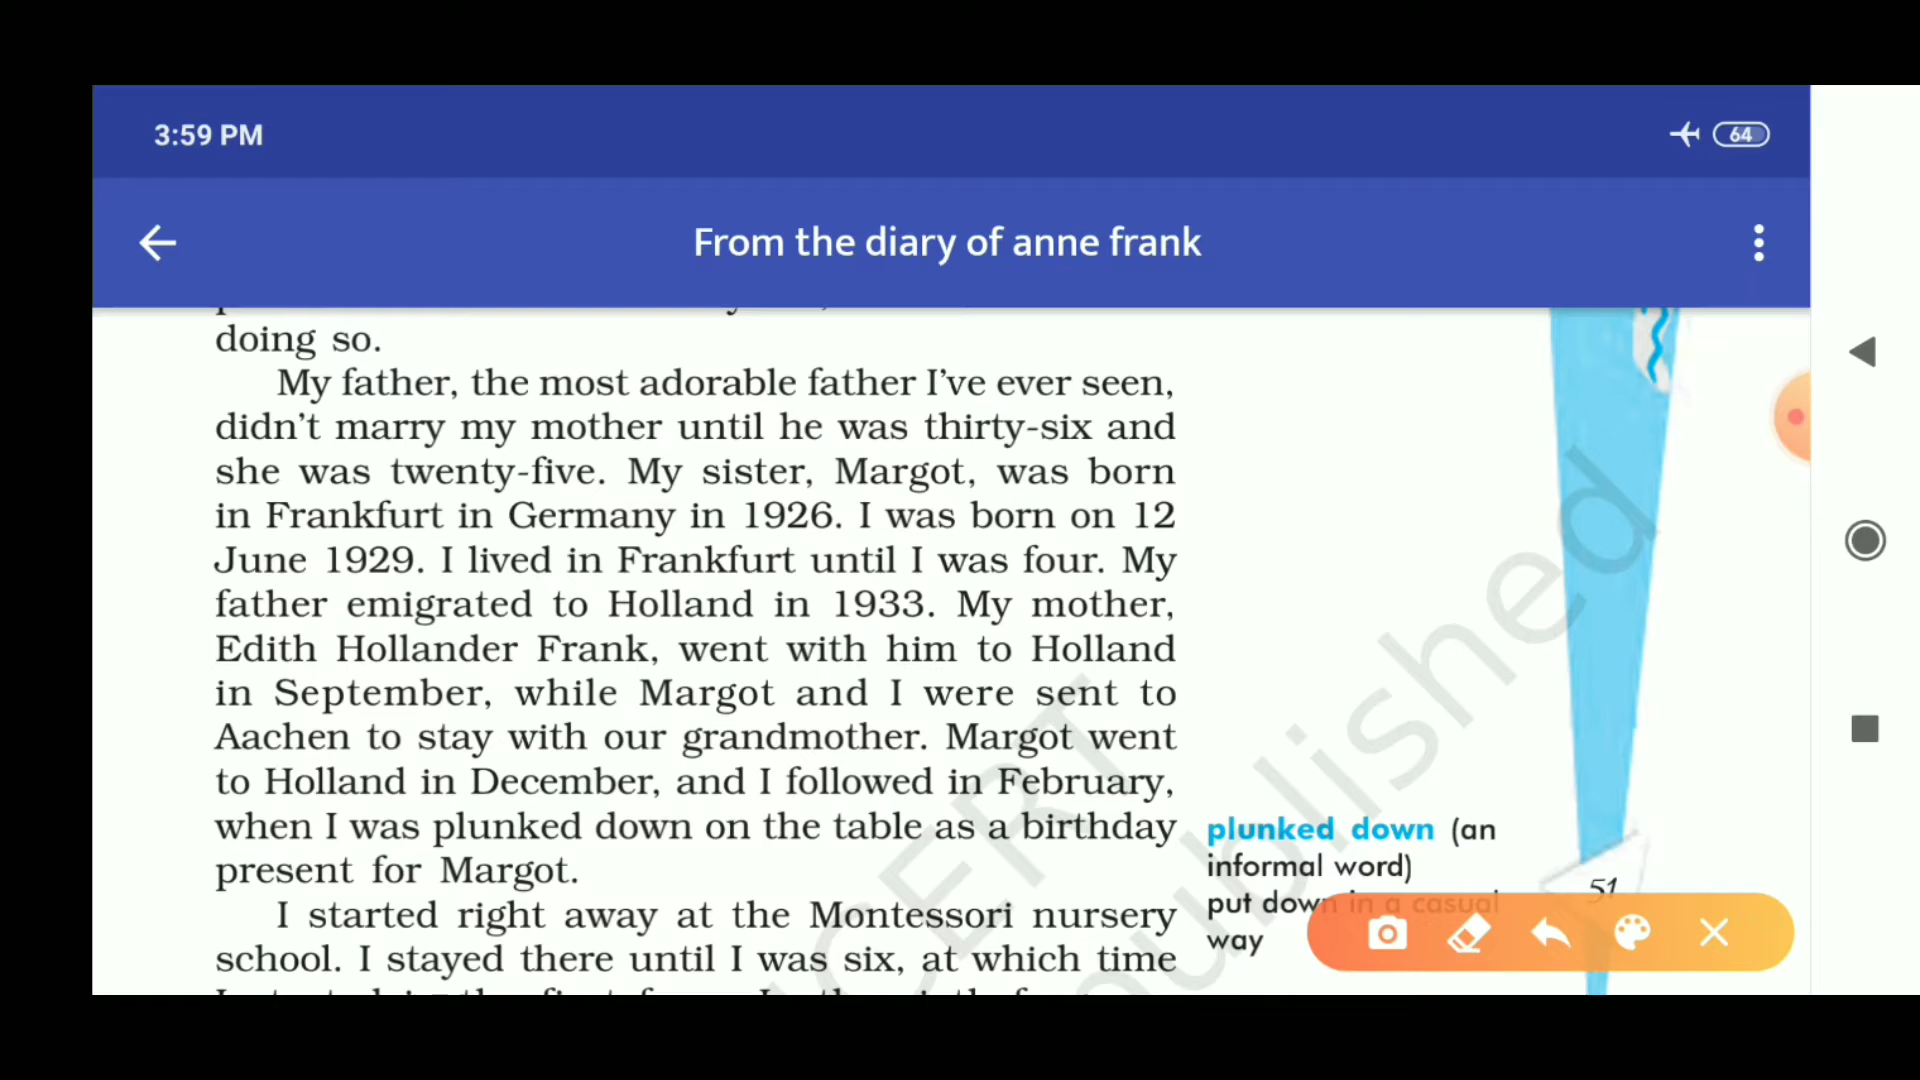 3:59 PM
64
From the diary of anne frank
doing so.
My father, the most adorable father I've ever seen,
didn't marry my mother until he was thirty-six and
she was twenty-five. My sister, Margot, was born
in Frankfurt in Germany in 1926. I was born on 12
June 1929. I lived in Frankfurt until I was four. My
father emigrated to Holland in 1933. My mother,
Edith Hollander Frank, went with him to Holland
in September, while Margot and I were sent to
Aachen to stay with our grandmother. Margot went
to Holland in December, and I followed in February,
when I was plunked down on the table as a birthday
present for Margot.
I started right away at the Montessori nursery
school. I stayed there until I was six, at which time
plunked down (an
informal word)
put down in a casual
way
51
NCERT
published